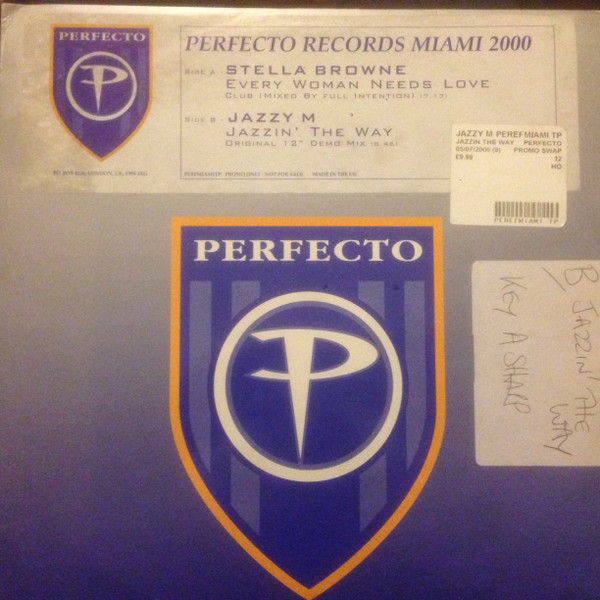 PERFECTO
PERFECTO RECORDS MIAMI 2000
SIDE A - STELLA BROWNE
EVERY WOMAN NEEDS LOVE
CLUB (MIXED BY FULL INTENTION) (7.12)
SIDE B - JAZZY M
JAZZIN' THE WAY
ORIGINAL 12" DEMO MIX (6.46)
PERFMIAMITP PROMO ONLY - NOT FOR SALE MADE IN THE UK
JAZZY M PEREFMIAMI TP
JAZZIN THE WAY PERFECTO
05/07/2000 (9) PROMO SWAP
£9.99 12
HO
PEREFMIAMI TP
PERFECTO
B/ JAZZIN' THE WAY
KEY A SHARP